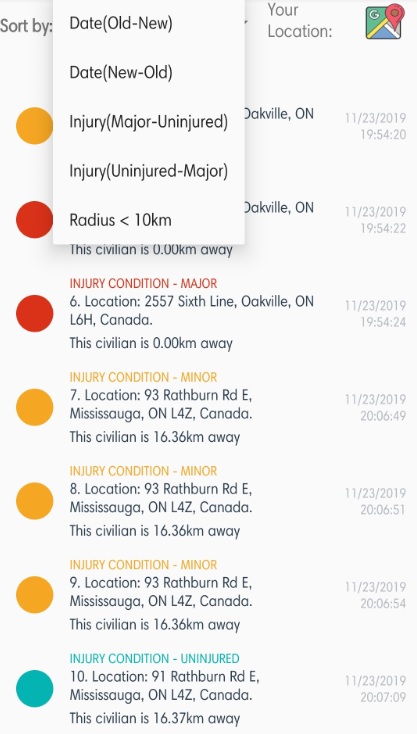 Sort by:
Your
Location:
Date(Old-New)
Date(New-Old)
Injury(Major-Uninjured)
Injury(Uninjured-Major)
Radius < 10km
Oakville, ON
11/23/2019
19:54:20
Oakville, ON
11/23/2019
19:54:22
This civilian is 0.00km away
INJURY CONDITION - MAJOR
6. Location: 2557 Sixth Line, Oakville, ON
L6H, Canada.
This civilian is 0.00km away
11/23/2019
19:54:24
INJURY CONDITION - MINOR
7. Location: 93 Rathburn Rd E,
Mississauga, ON L4Z, Canada.
This civilian is 16.36km away
11/23/2019
20:06:49
INJURY CONDITION - MINOR
8. Location: 93 Rathburn Rd E,
Mississauga, ON L4Z, Canada.
This civilian is 16.36km away
11/23/2019
20:06:51
INJURY CONDITION - MINOR
9. Location: 93 Rathburn Rd E,
Mississauga, ON L4Z, Canada.
This civilian is 16.36km away
11/23/2019
20:06:54
INJURY CONDITION - UNINJURED
10. Location: 91 Rathburn Rd E,
Mississauga, ON L4Z, Canada.
This civilian is 16.37km away
11/23/2019
20:07:09